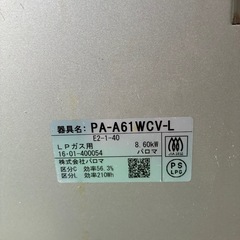 器具名: PA-A61WCV-L
E2-1-40
LPガス用 8.60kW
16・01-400054 パロマ
株式会社パロマ
区分C 効率56.3%
区分L 効率210Wh
PS
LPG